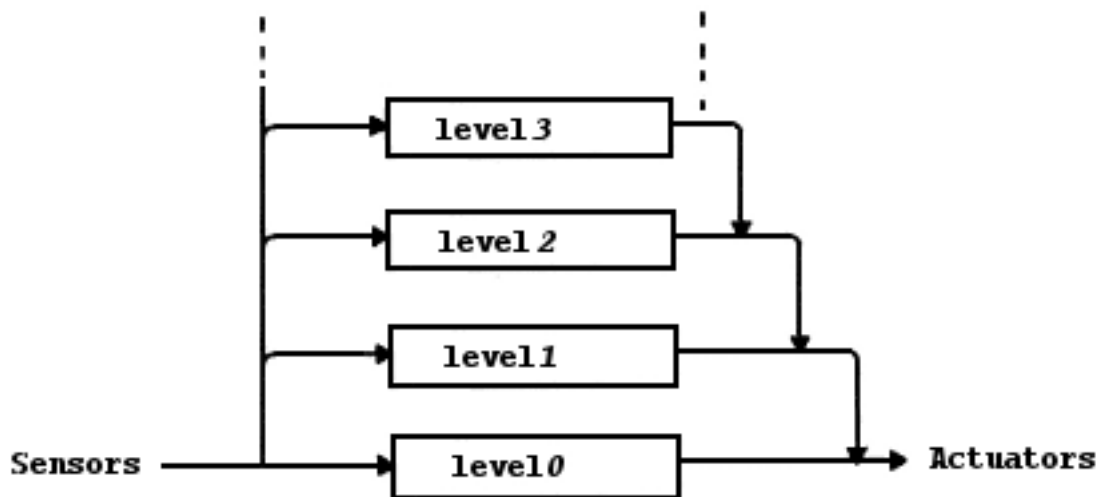 level 3
level 2
level 1
Sensors
level 0
Actuators